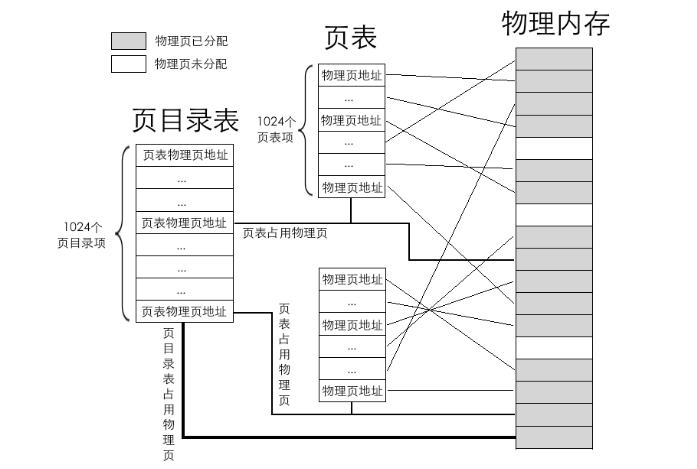 物理页已分配
物理页未分配
页表
物理内存
页目录表
1024个
页表项
物理页地址
...
物理页地址
...
...
物理页地址
1024个
页目录项
页表物理页地址
...
...
页表物理页地址
...
...
...
页表物理页地址
页表占用物理页
物理页地址
...
物理页地址
...
...
物理页地址
页表占用物理页
页目录表占用物理页